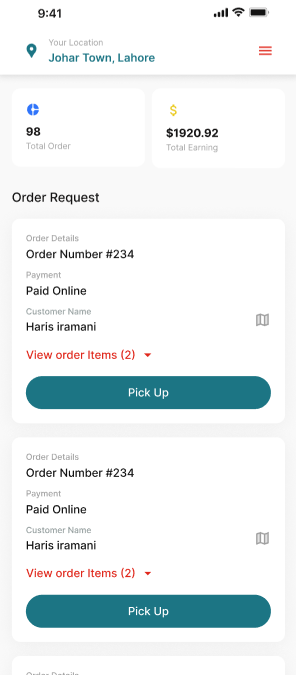 9:41
Your Location
Johar Town, Lahore
98
Total Order
$
$1920.92
Total Earning
Order Request
Order Details
Order Number #234
Payment
Paid Online
Customer Name
Haris iramani
View order Items (2)
Pick Up
Order Details
Order Number #234
Payment
Paid Online
Customer Name
Haris iramani
View order Items (2)
Pick Up
Order Details